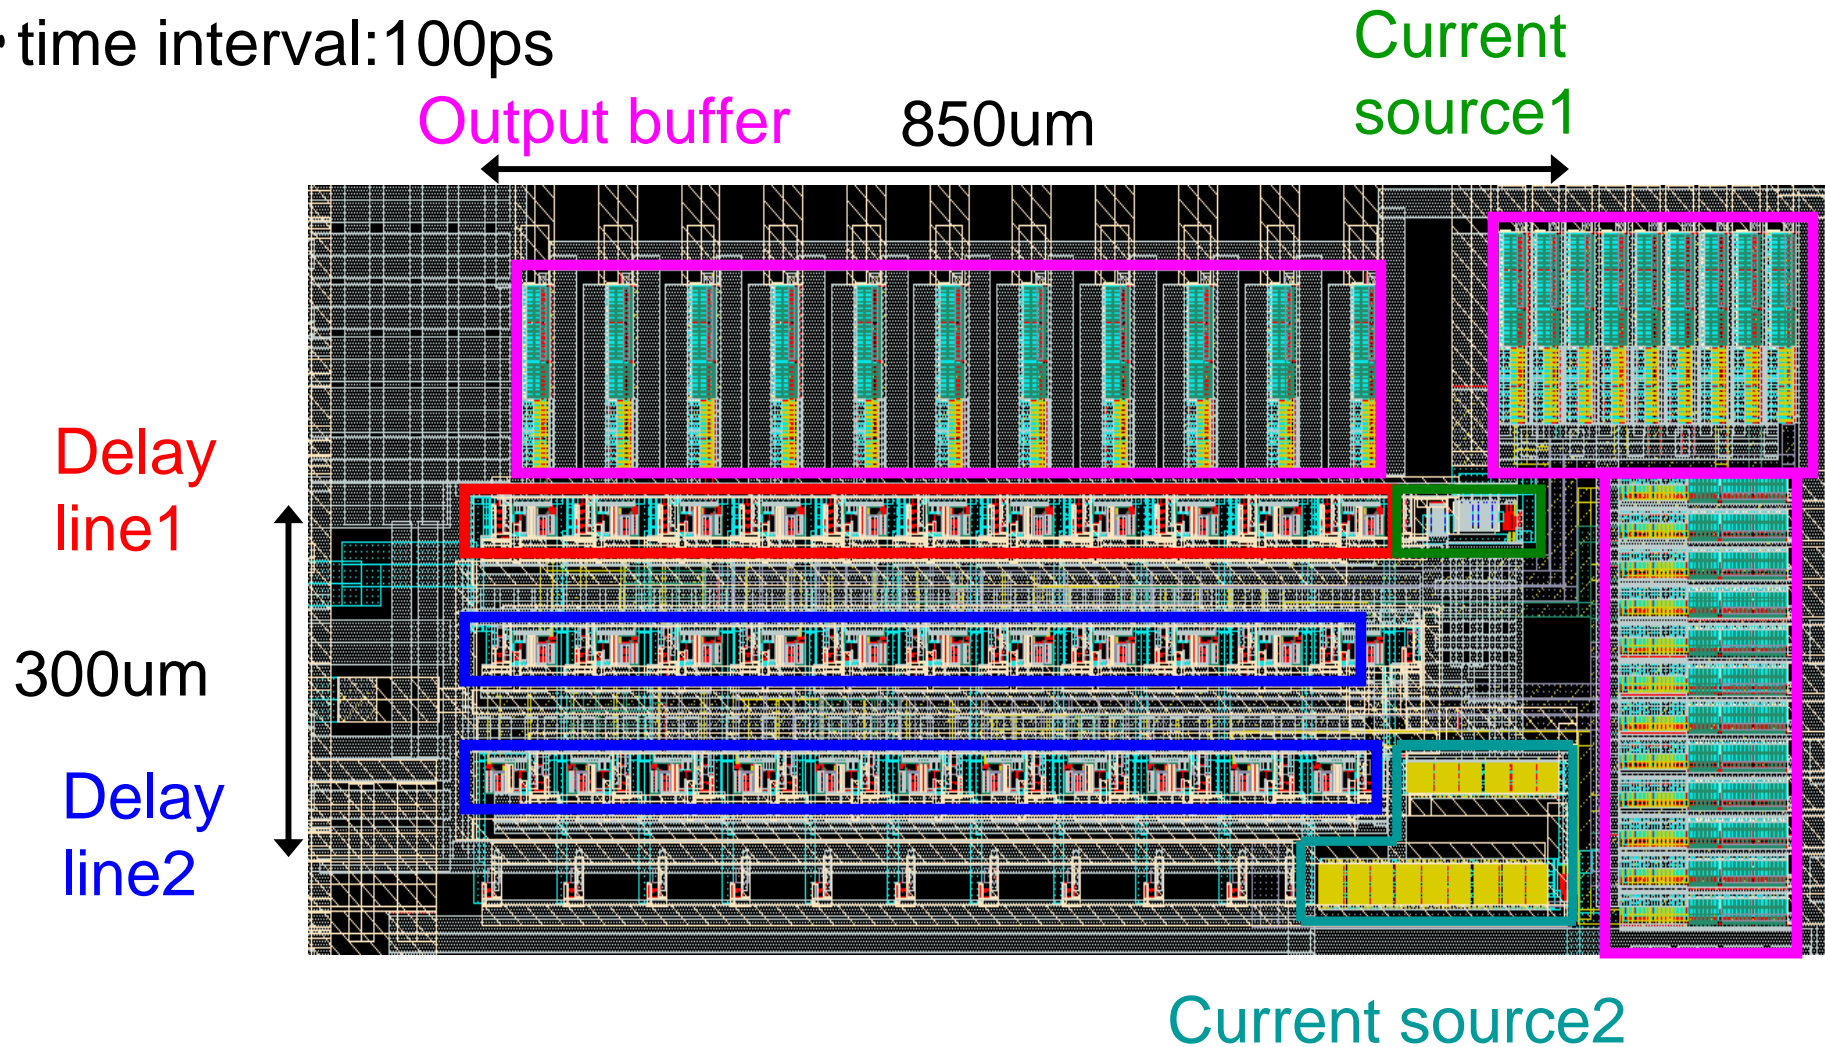 ・time interval:100ps
Current
source1
Output buffer
850um
Delay
line1
300um
Delay
line2
Current source2